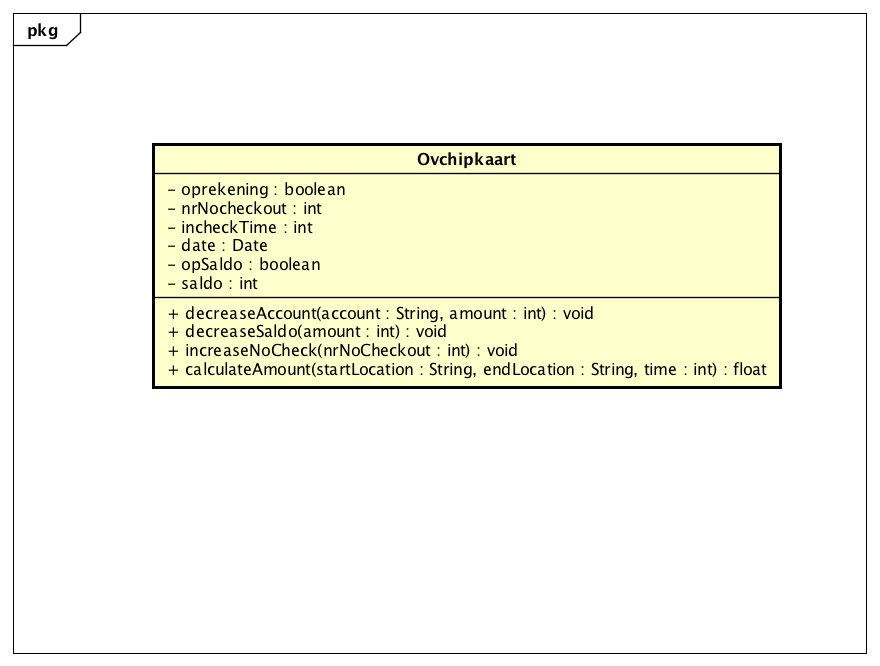 pkg
Ovchipkaart
- oprekening : boolean
- nrNocheckout : int
- incheckTime : int
- date : Date
- opSaldo : boolean
- saldo : int
+ decreaseAccount(account : String, amount : int) : void
+ decreaseSaldo(amount : int) : void
+ increaseNoCheck(nrNoCheckout : int) : void
+ calculateAmount(startLocation : String, endLocation : String, time : int) : float